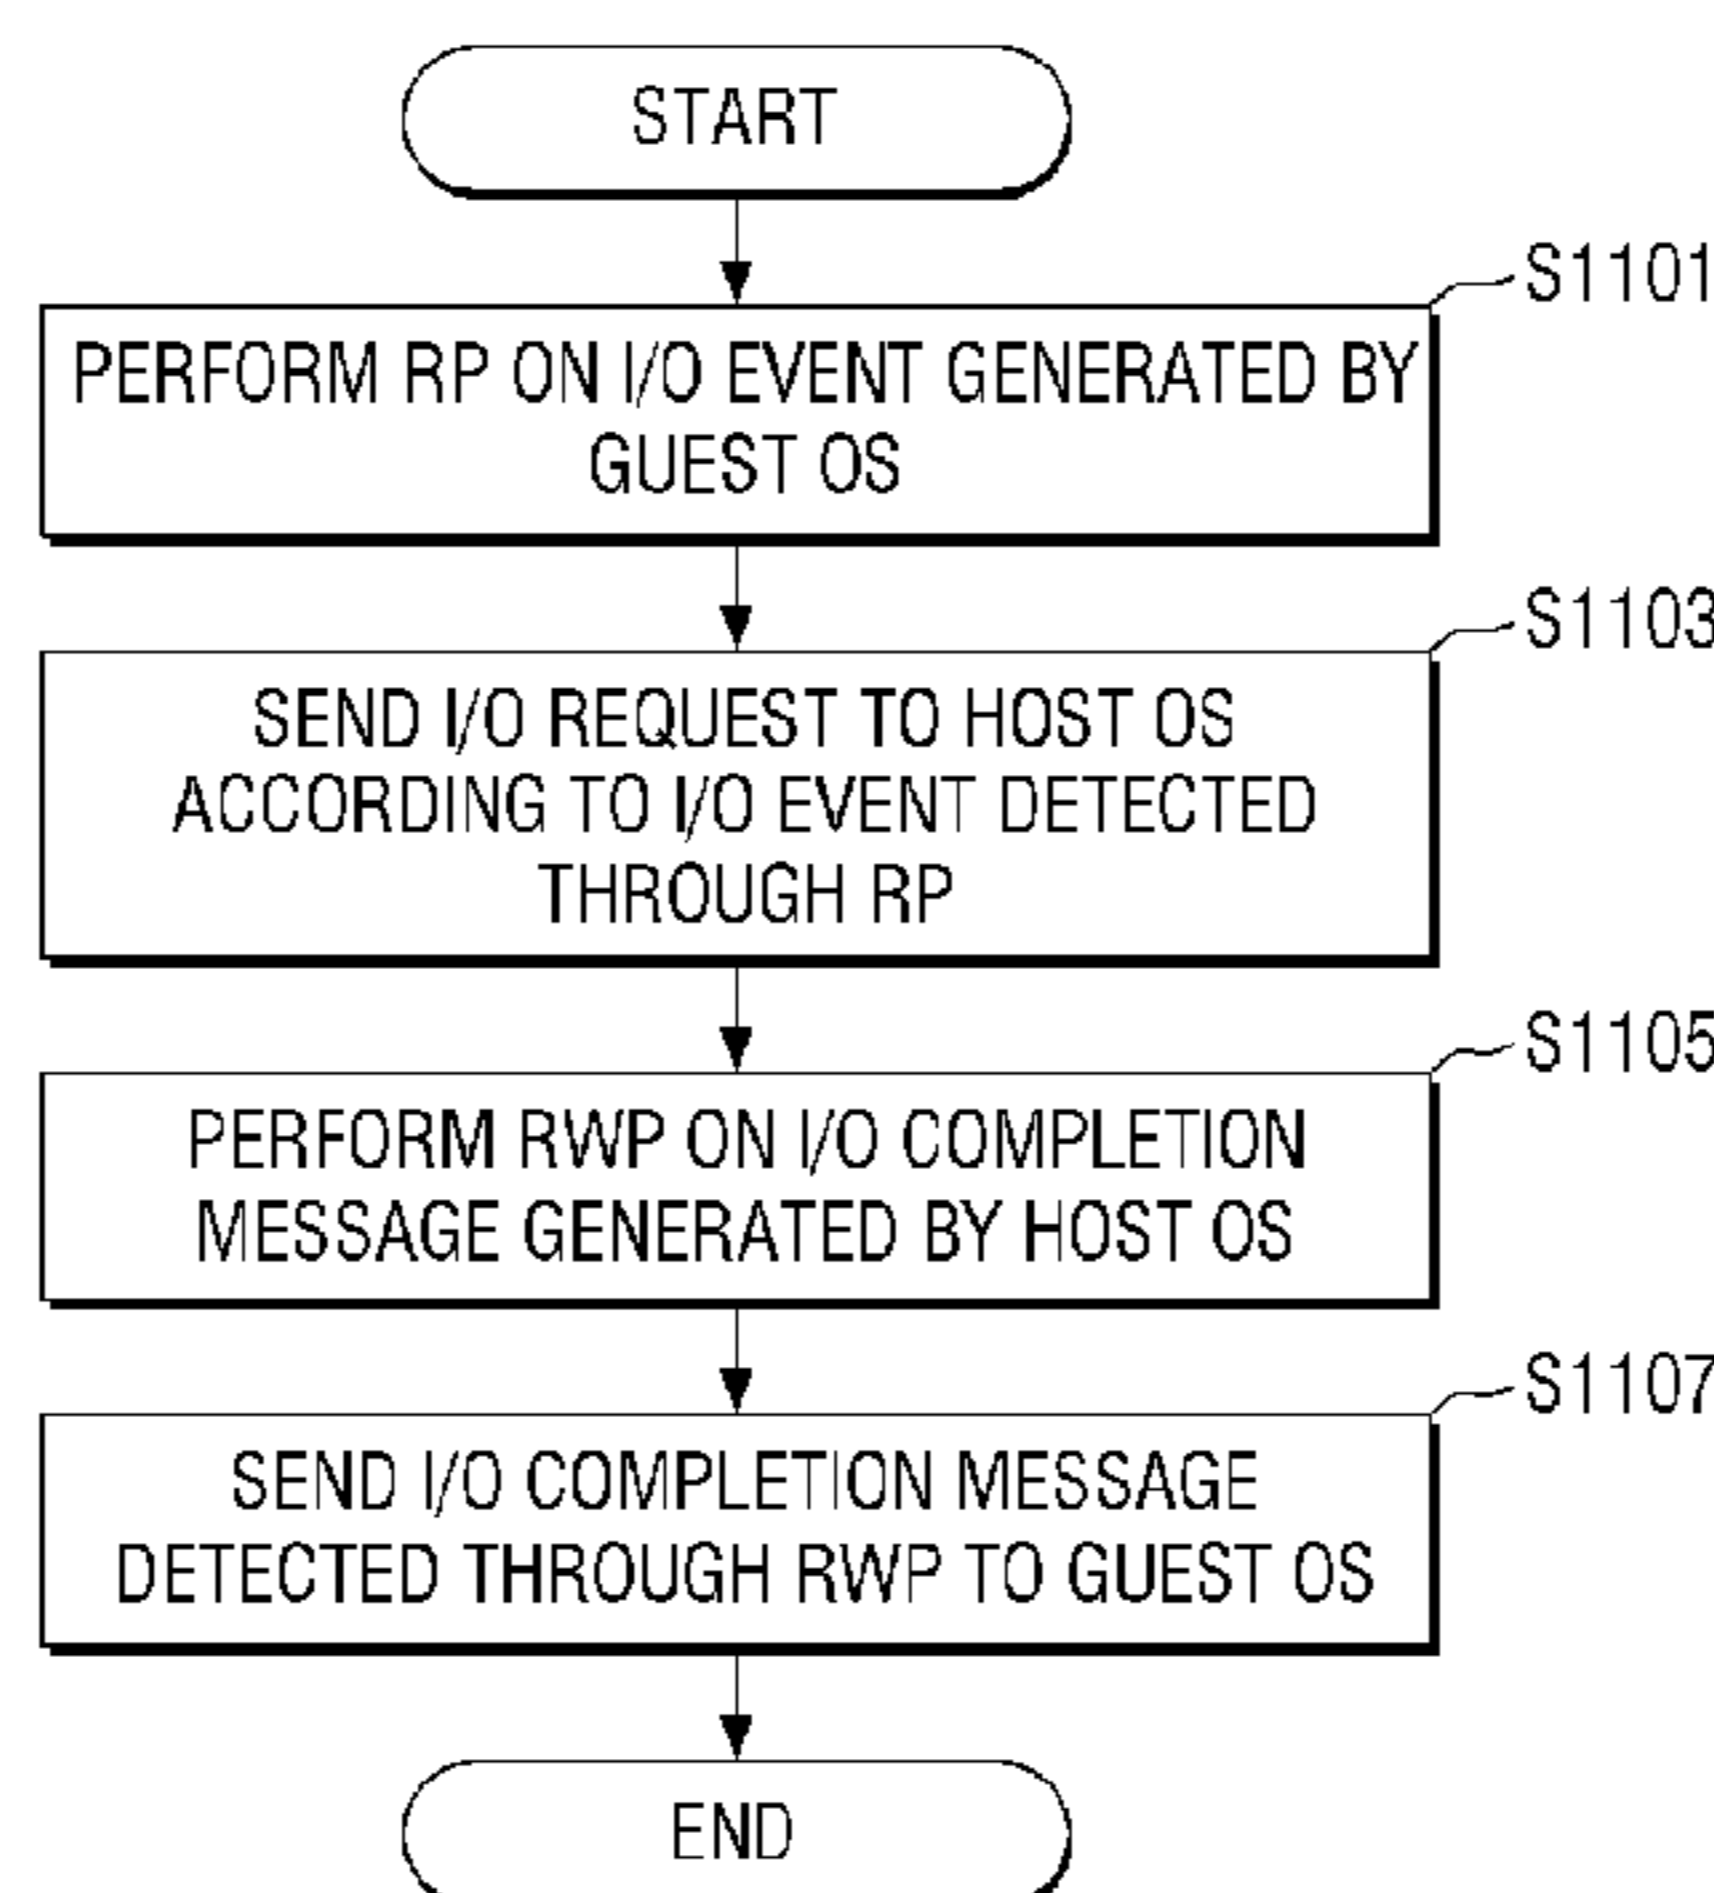 START
S1101
PERFORM RP ON I/O EVENT GENERATED BY
GUEST OS
S1103
SEND I/O REQUEST TO HOST OS
ACCORDING TO I/O EVENT DETECTED
THROUGH RP
S1105
PERFORM RWP ON I/O COMPLETION
MESSAGE GENERATED BY HOST OS
S1107
SEND I/O COMPLETION MESSAGE
DETECTED THROUGH RWP TO GUEST OS
END